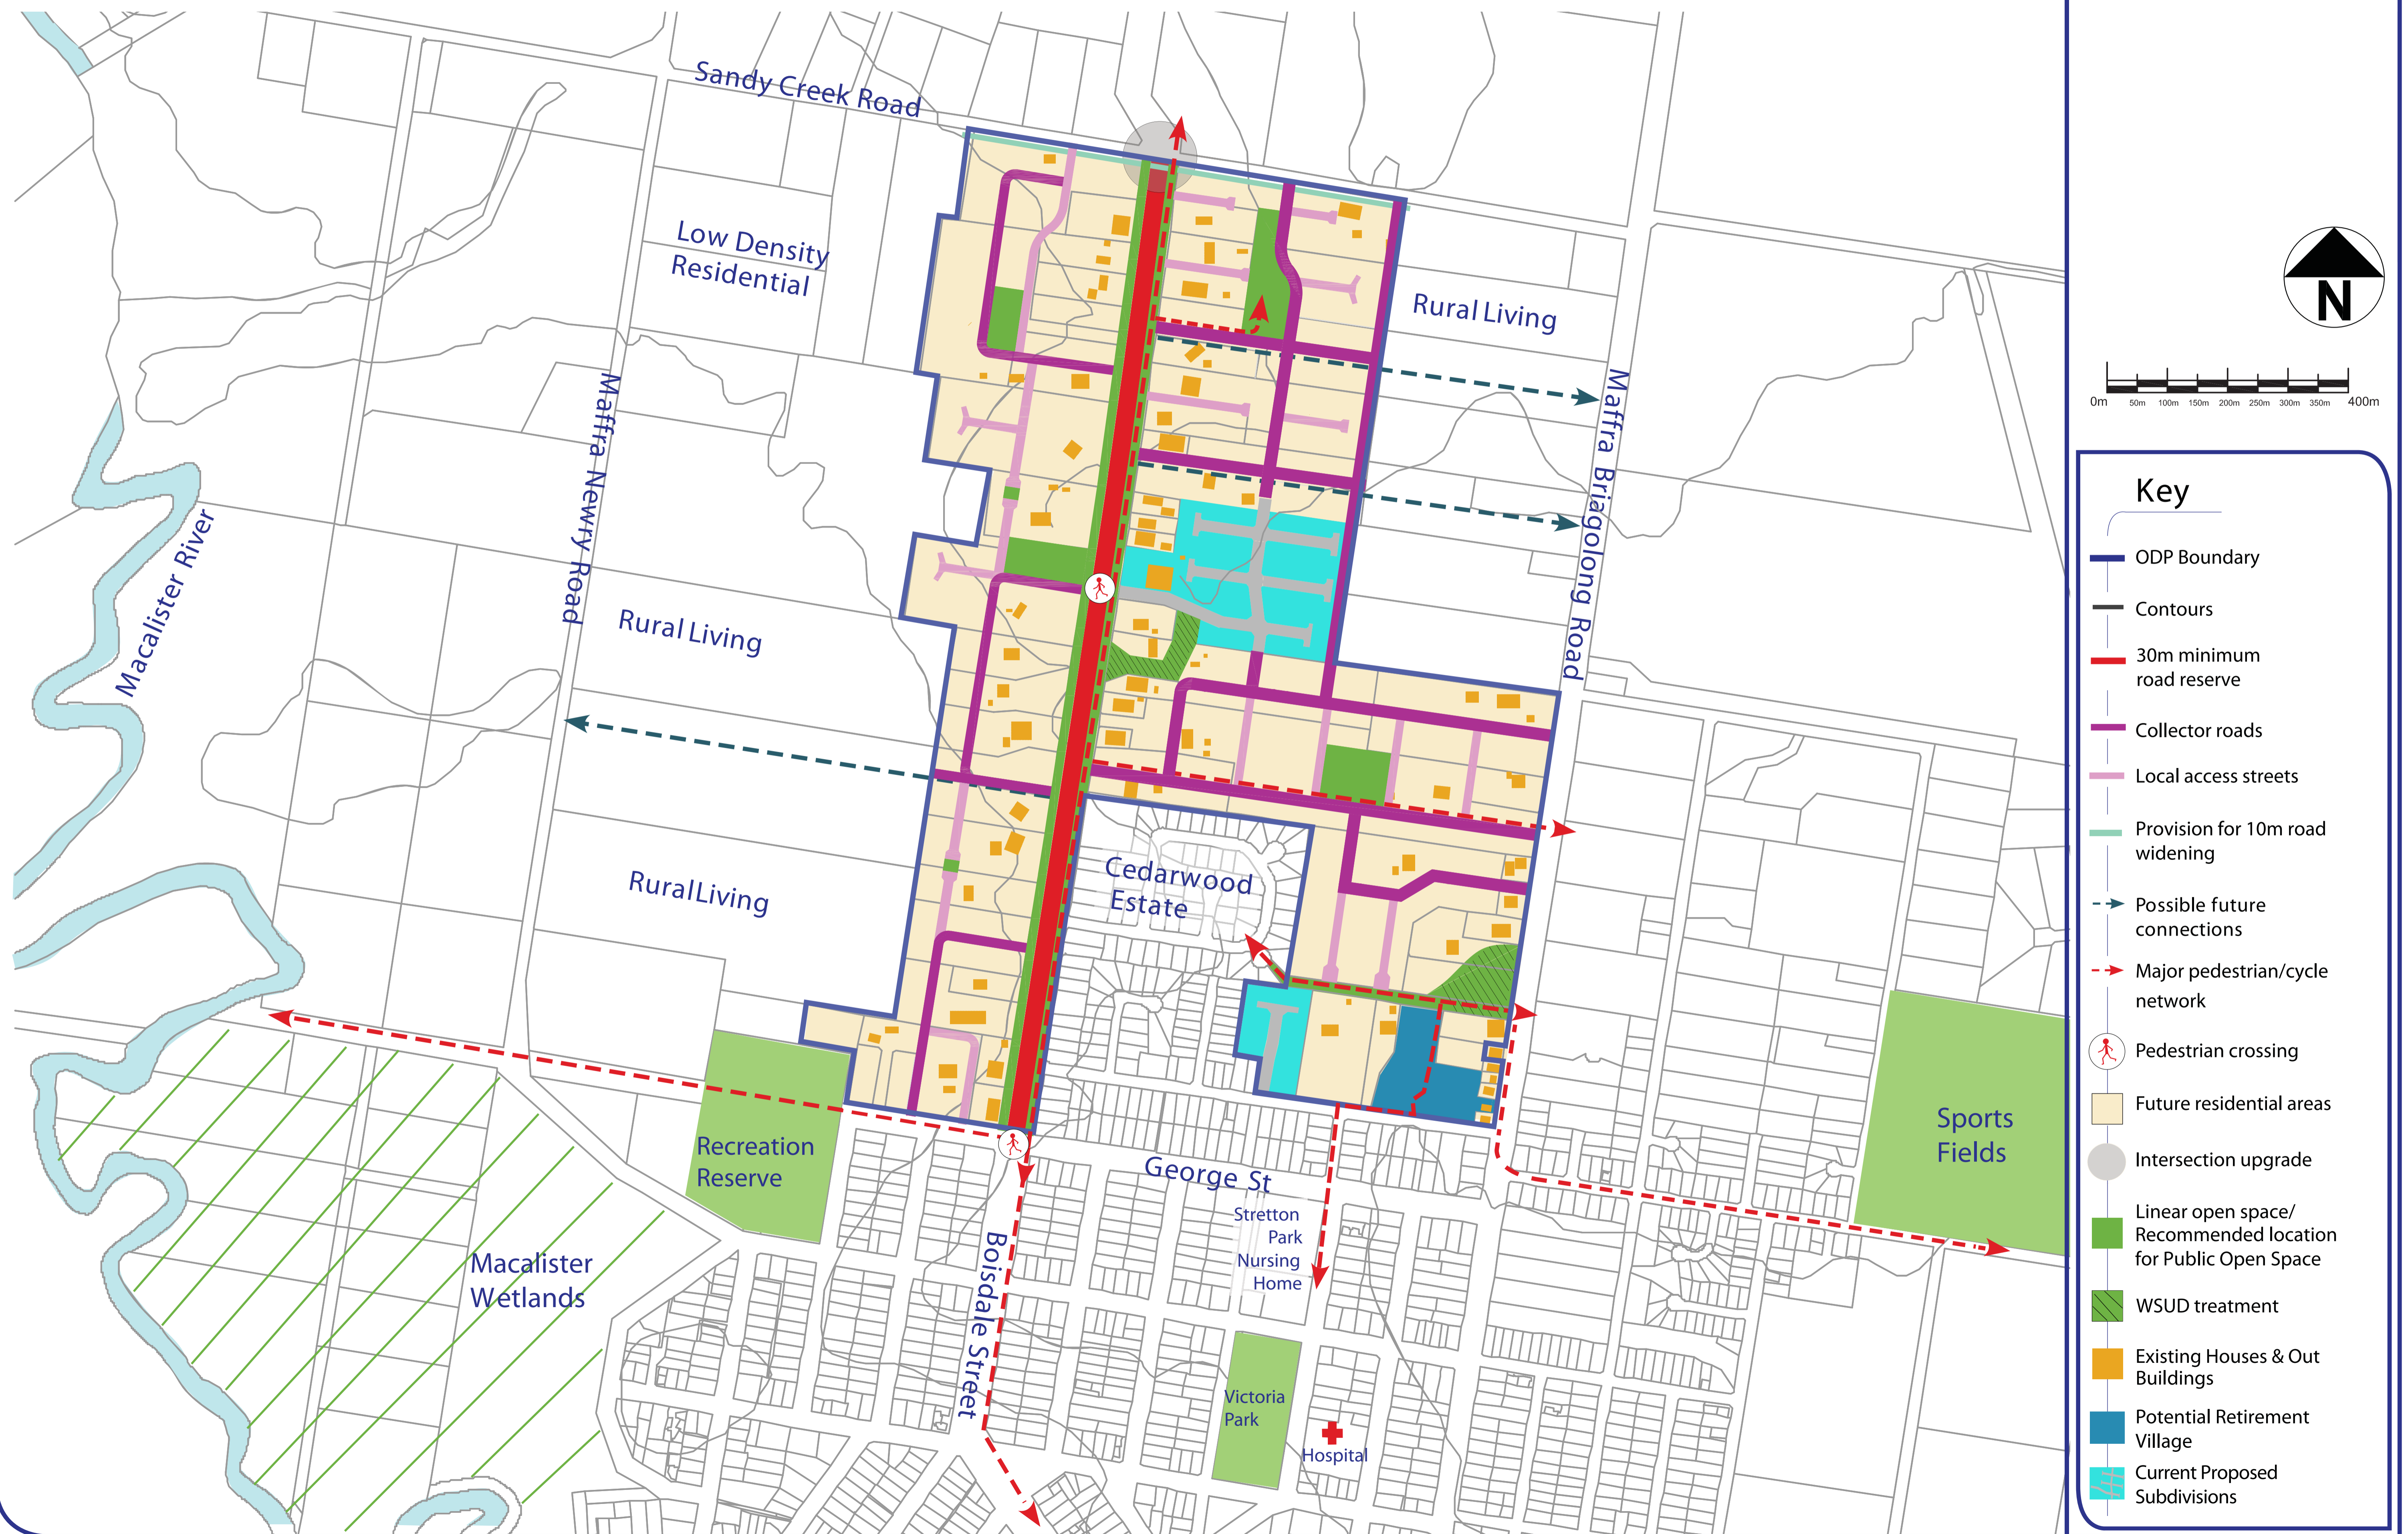 Sandy Creek Road
Low Density
Residential
Rural Living
Maffra Newry Road
Maffra Briagolong Road
Macalister River
Rural Living
Rural Living
Cedarwood
Estate
Recreation
Reserve
George St
Stretton
Park
Nursing
Home
Sports
Fields
Macalister
Wetlands
Boisdale Street
Victoria
Park
Hospital
N
0m
50m
100m
150m
200m
250m
300m
350m
400m
Key
ODP Boundary
Contours
30m minimum
road reserve
Collector roads
Local access streets
Provision for 10m road
widening
Possible future
connections
Major pedestrian/cycle
network
Pedestrian crossing
Future residential areas
Intersection upgrade
Linear open space/
Recommended location
for Public Open Space
WSUD treatment
Existing Houses & Out
Buildings
Potential Retirement
Village
Current Proposed
Subdivisions